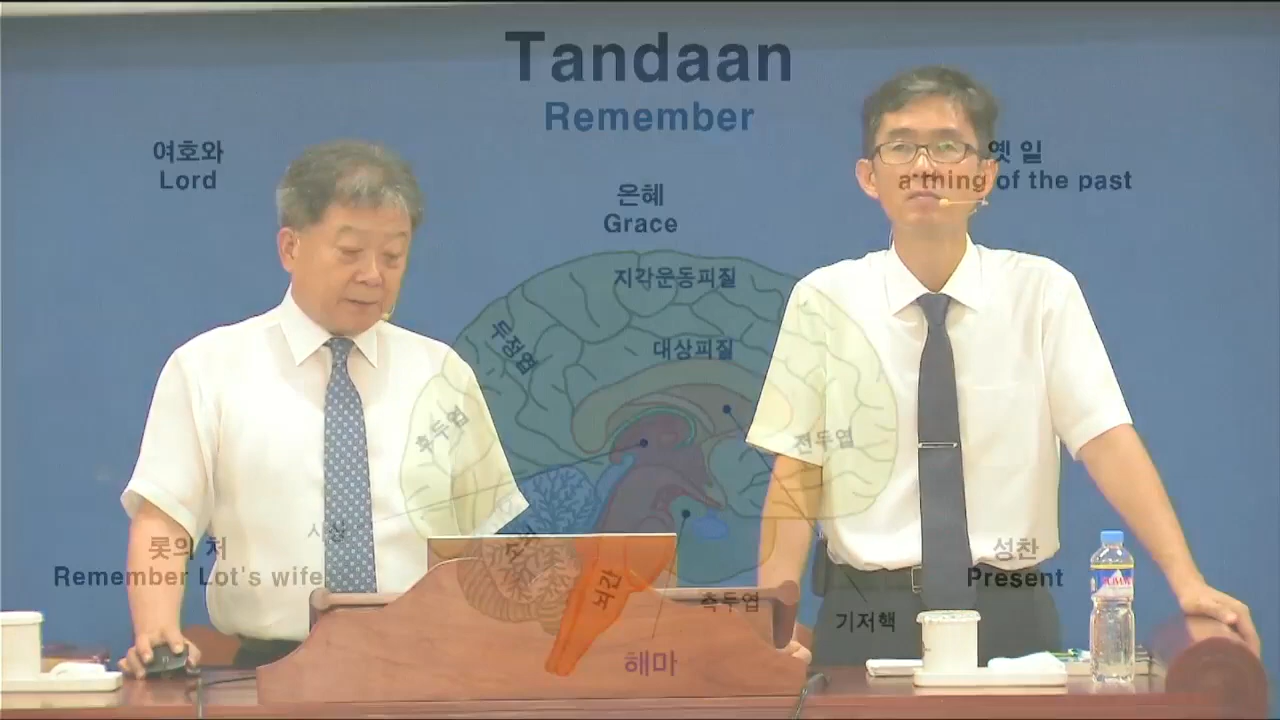 Tandaan
Remember
여호와
Lord
옛 일
a thing of the past
은혜
Grace
지각운동피질
두정엽
대상피질
후두엽
전두엽
시상
소뇌
롯의 처
Remember Lot's wife
성찬
Present
뇌간
측두엽
기저핵
해마